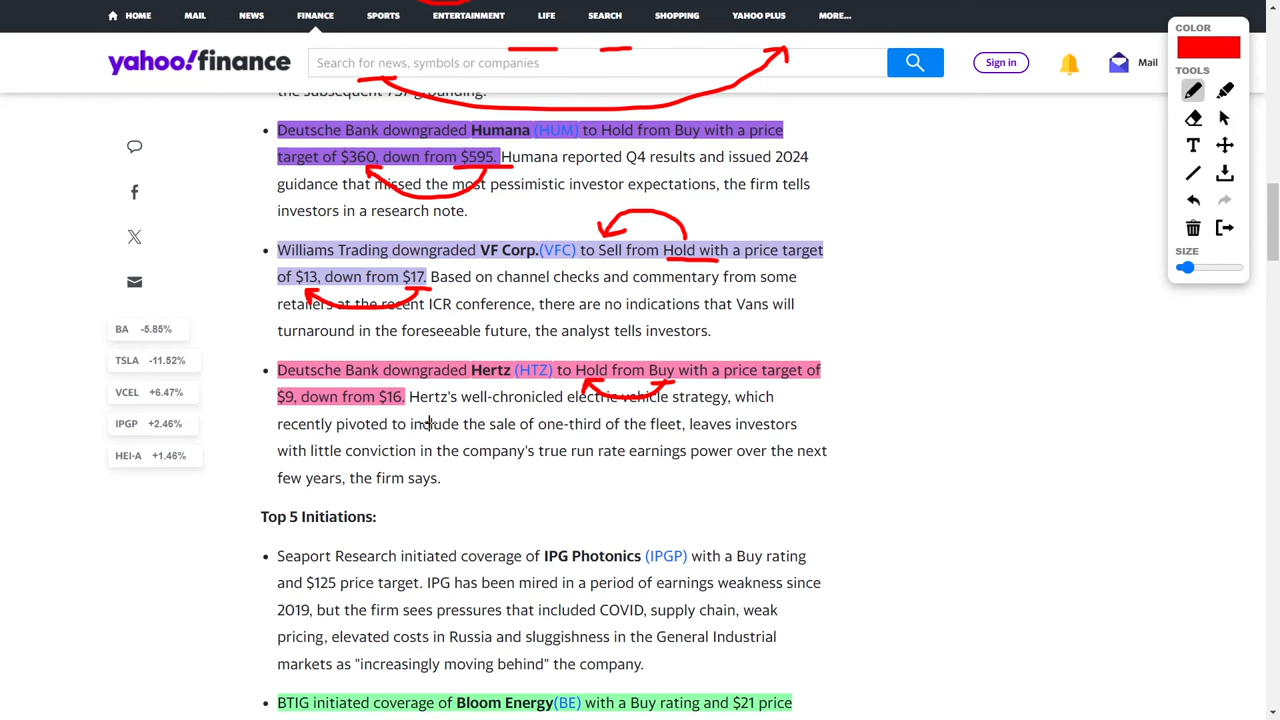 HOME MAIL NEWS FINANCE SPORTS ENTERTAINMENT LIFE SEARCH SHOPPING YAHOO PLUS MORE...
COLOR
yahoo!finance Search for news, symbols or companies Sign in Mail
TOOLS
the subsequent 737 grounding.
Deutsche Bank downgraded Humana (HUM) to Hold from Buy with a price
target of $360, down from $595. Humana reported Q4 results and issued 2024
guidance that missed the most pessimistic investor expectations, the firm tells
investors in a research note.
Williams Trading downgraded VF Corp.(VFC) to Sell from Hold with a price target
SIZE
of $13, down from $17. Based on channel checks and commentary from some
retailers at the recent ICR conference, there are no indications that Vans will
turnaround in the foreseeable future, the analyst tells investors.
BA -5.85%
TSLA -11.52%
VCEL +6.47%
IPGP +2.46%
HEI-A +1.46%
Deutsche Bank downgraded Hertz (HTZ) to Hold from Buy with a price target of
$9, down from $16. Hertz's well-chronicled electric vehicle strategy, which
recently pivoted to include the sale of one-third of the fleet, leaves investors
with little conviction in the company's true run rate earnings power over the next
few years, the firm says.
Top 5 Initiations:
Seaport Research initiated coverage of IPG Photonics (IPGP) with a Buy rating
and $125 price target. IPG has been mired in a period of earnings weakness since
2019, but the firm sees pressures that included COVID, supply chain, weak
pricing, elevated costs in Russia and sluggishness in the General Industrial
markets as "increasingly moving behind" the company.
BTIG initiated coverage of Bloom Energy(BE) with a Buy rating and $21 price